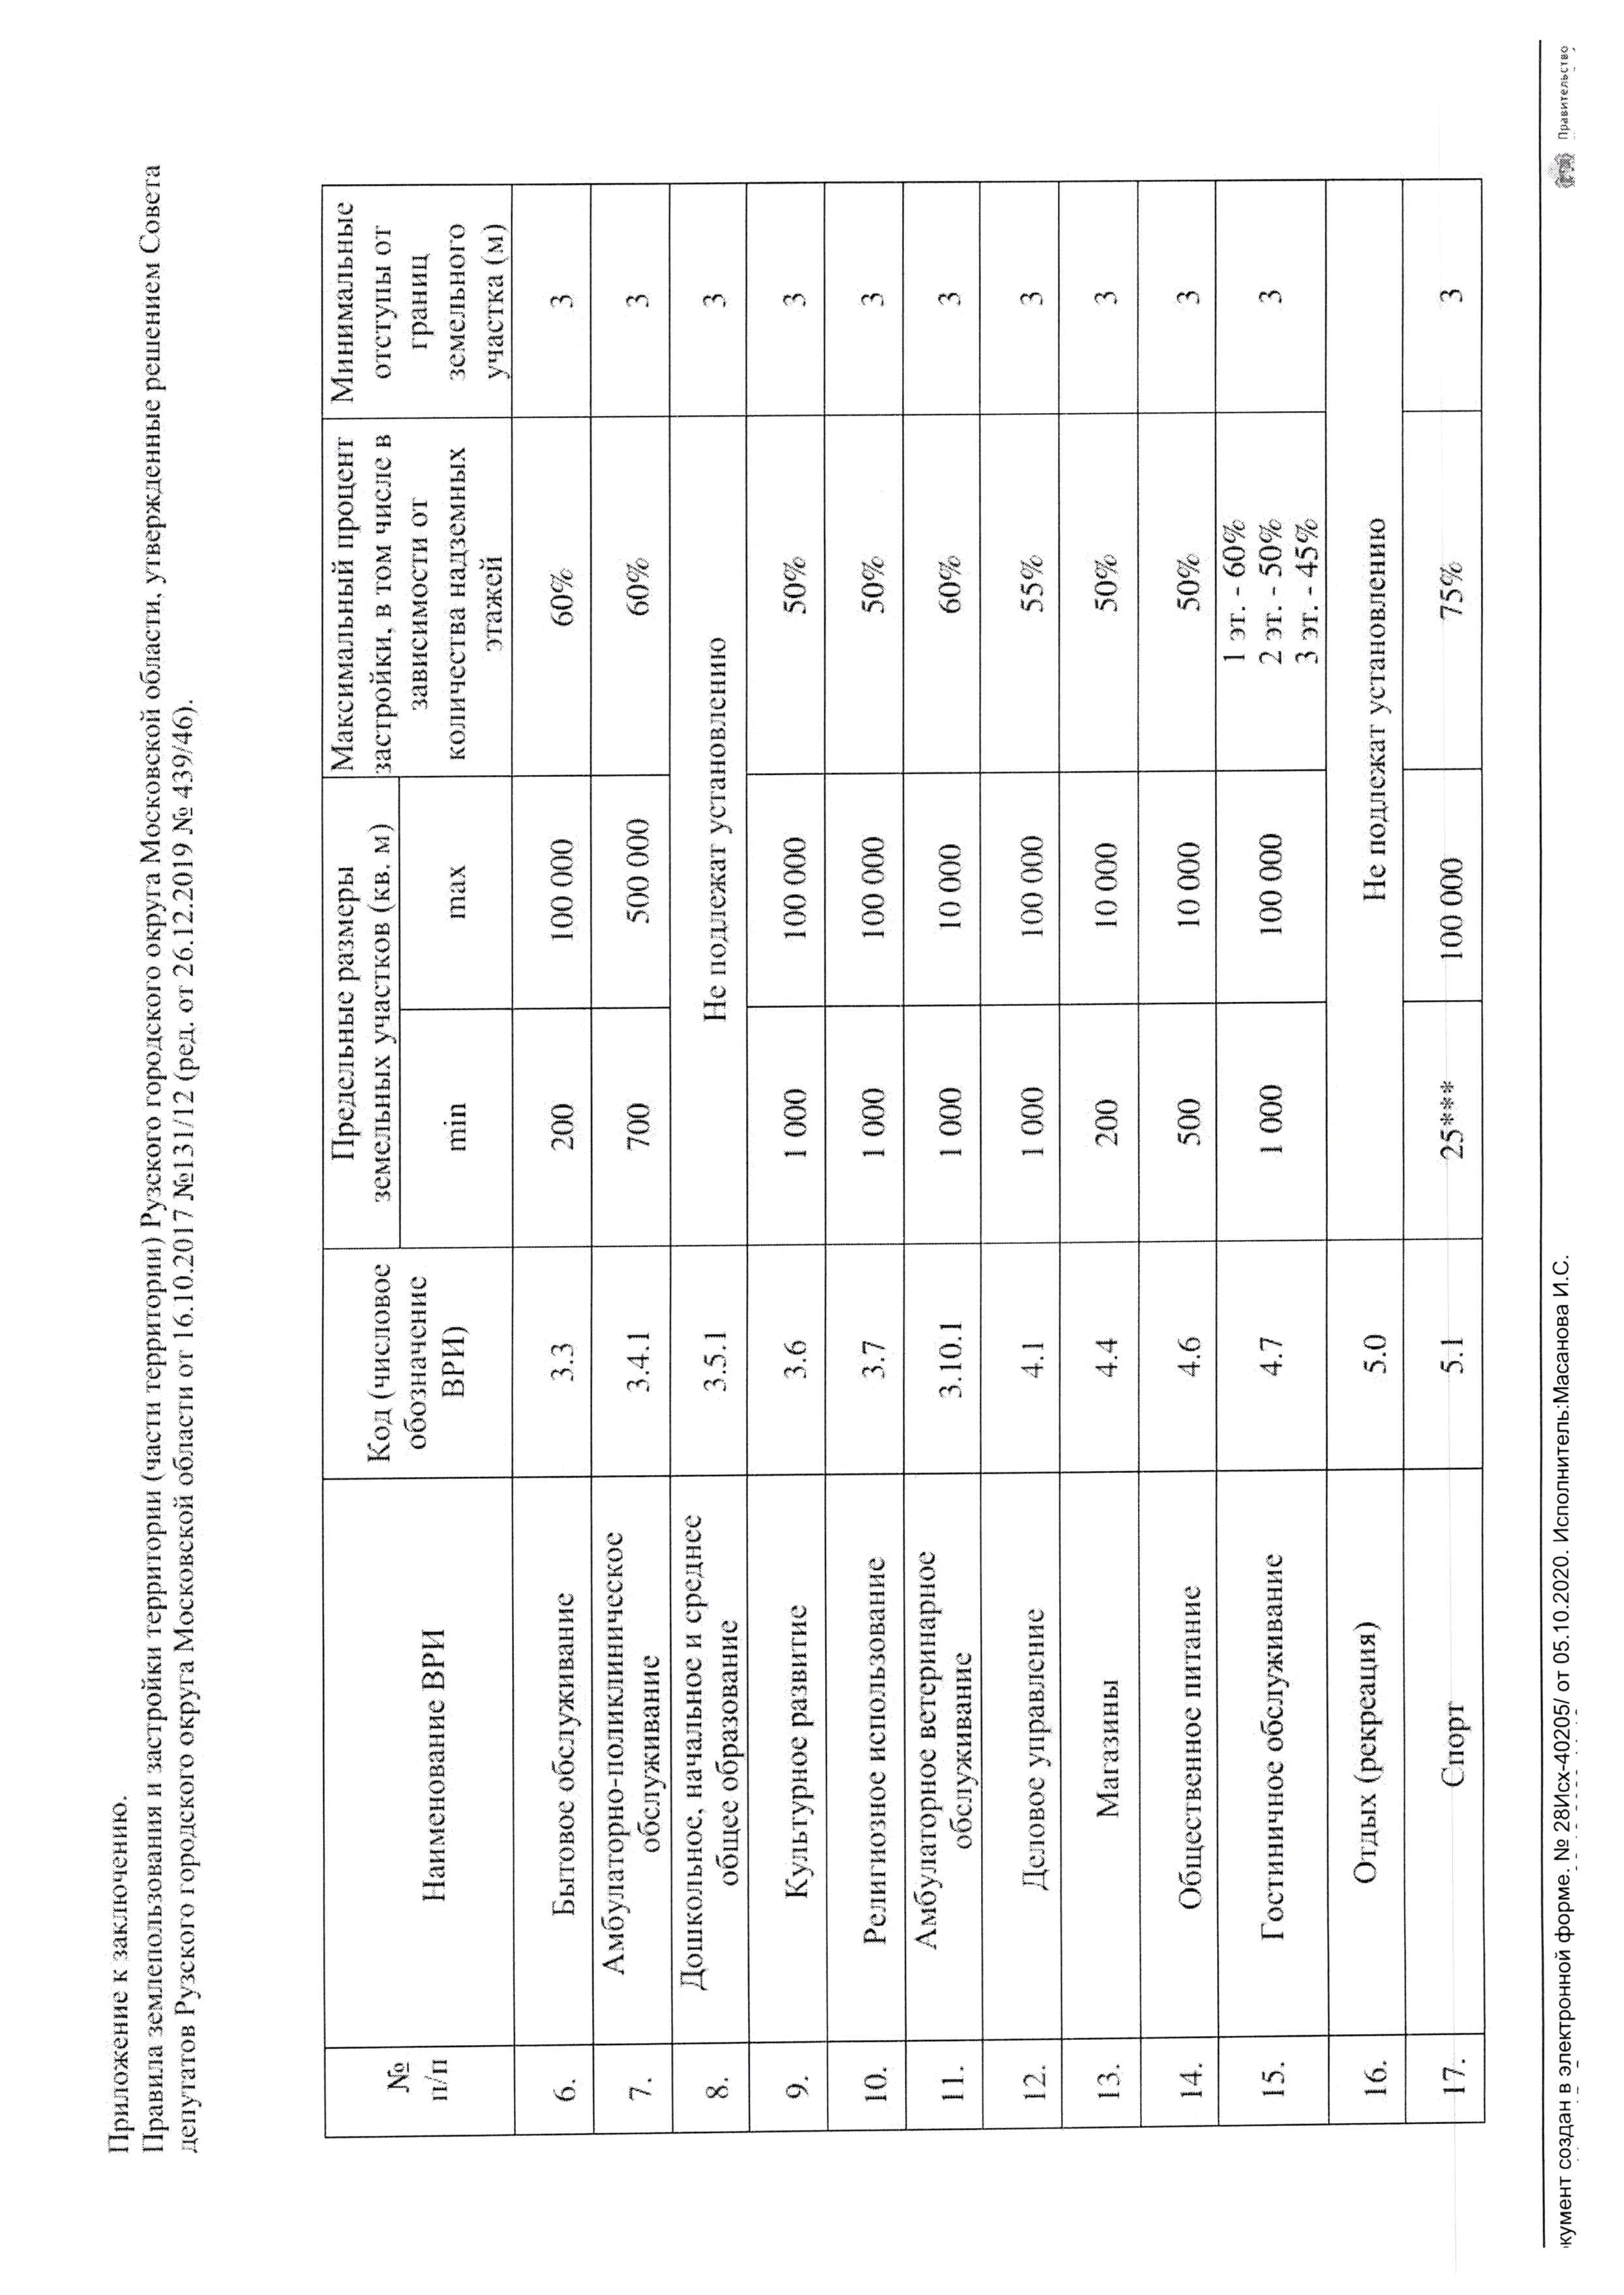 Приложение к заключению.
Правила землепользования и застройки территории (части территории) Рузского городского округа Московской области, утвержденные решением Совета
депутатов Рузского городского округа Московской области от 16.10.2017 №131/12 (ред. от 26.12.2019 № 439/46).
№
п/п
Наименование ВРИ
Код (числовое
обозначение
ВРИ)
Предельные размеры
земельных участков (кв. м)
min
max
Максимальный процент
застройки, в том числе в
зависимости от
количества надземных
этажей
Минимальные
отступы от
границ
земельного
участка (м)
6. Бытовое обслуживание 3.3 200 100 000 60% 3
7. Амбулаторно-поликлиническое
обслуживание 3.4.1 700 500 000 60% 3
8. Дошкольное, начальное и среднее
общее образование 3.5.1 Не подлежат установлению 3
9. Культурное развитие 3.6 1 000 100 000 50% 3
10. Религиозное использование 3.7 1 000 100 000 50% 3
11. Амбулаторное ветеринарное
обслуживание 3.10.1 1 000 10 000 60% 3
12. Деловое управление 4.1 1 000 100 000 55% 3
13. Магазины 4.4 200 10 000 50% 3
14. Общественное питание 4.6 500 10 000 50% 3
15. Гостиничное обслуживание 4.7 1 000 100 000 1 эт. - 60%
2 эт. - 50%
3 эт. - 45%
3
16. Отдых (рекреация) 5.0 Не подлежат установлению
17. Спорт 5.1 25*** 100 000 75% 3
кумент создан в электронной форме. № 28Исх-40205/ от 05.10.2020. Исполнитель:Масанова И.С.
Правительство